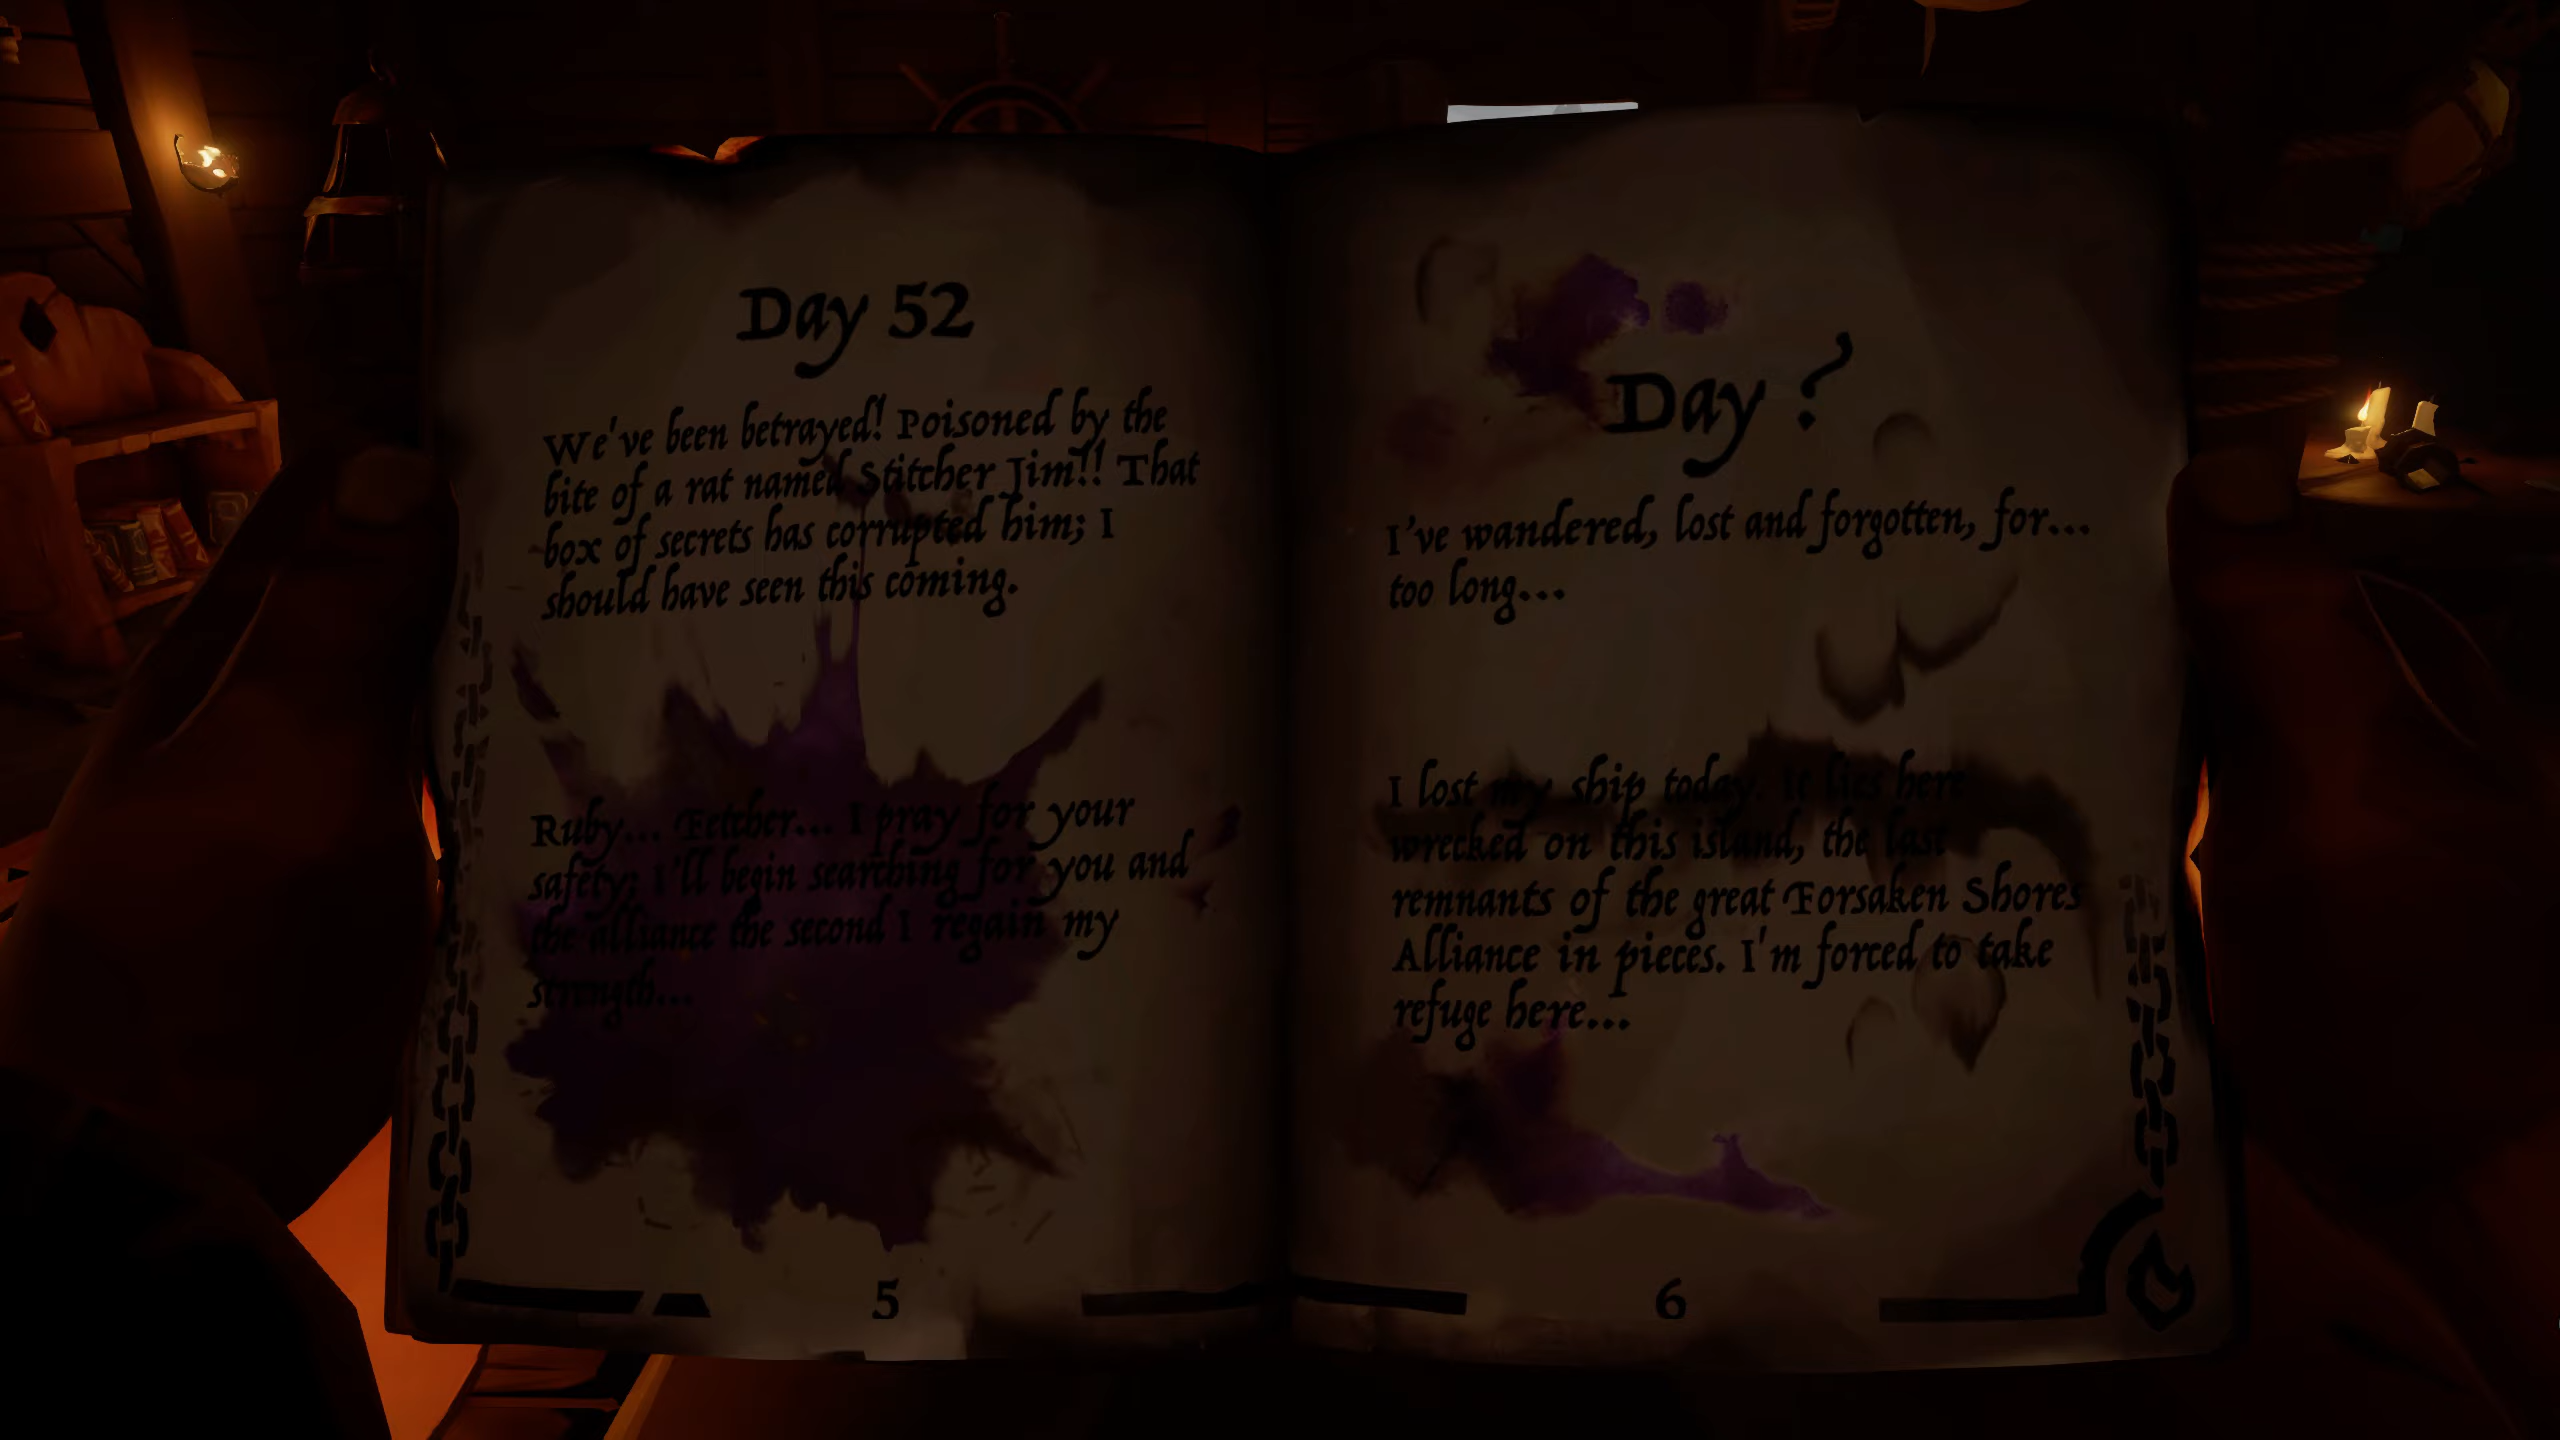 Day 52
We've been betrayed! Poisoned by the
bite of a rat named Stitcher Jim!! That
box of secrets has corrupted him; I
should have seen this coming.
Ruby... Fetcher... I pray for your
safety; I'll begin searching for you and
the alliance the second I regain my
strength...
5
Day ?
I've wandered, lost and forgotten, for...
too long...
I lost my ship today. It lies here
wrecked on this island, the last
remnants of the great Forsaken Shores
Alliance in pieces. I'm forced to take
refuge here...
6